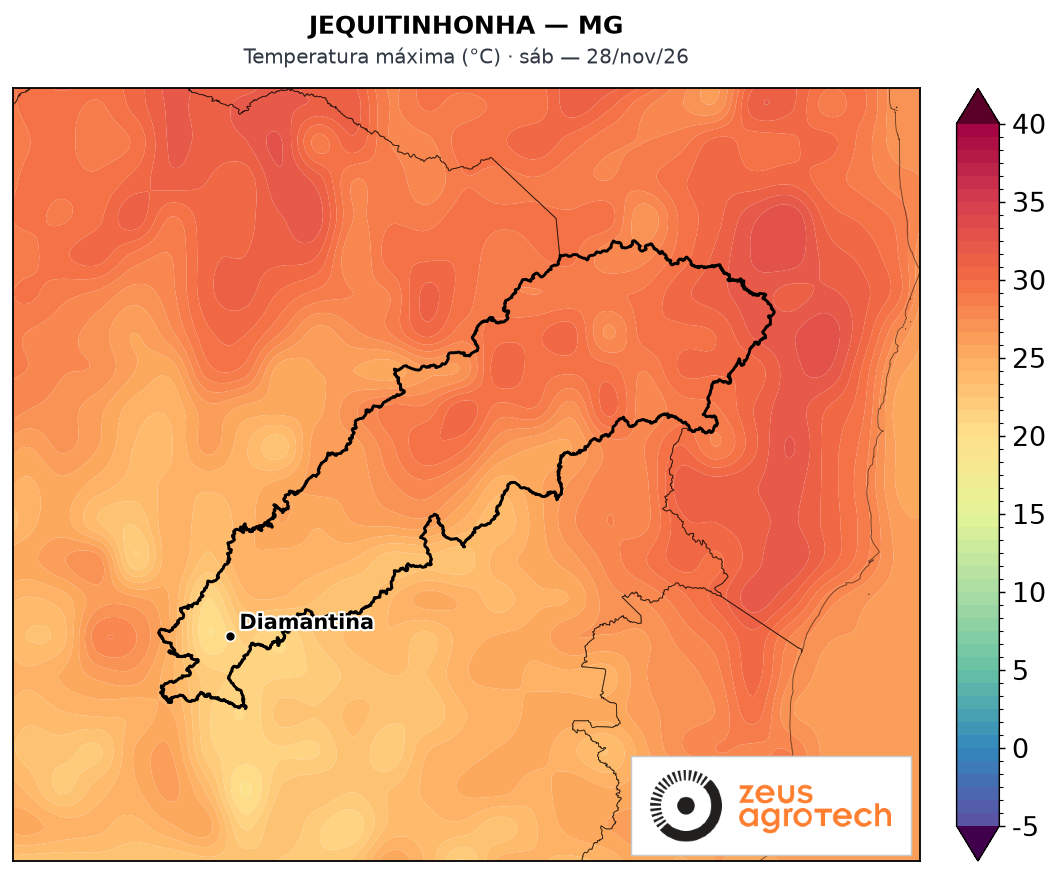 JEQUITINHONHA — MG
Temperatura máxima (°C) · sáb — 28/nov/26
40
35
30
25
20
15
10
5
0
-5
Diamantina
zeus
agrotech